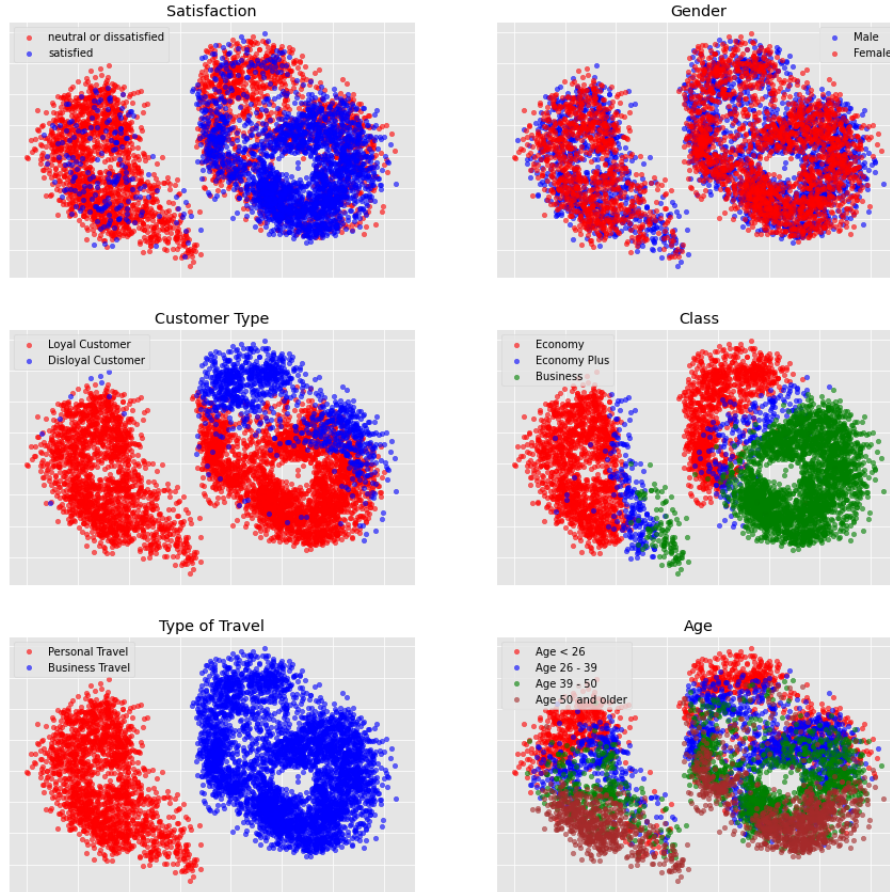 Satisfaction
neutral or dissatisfied
satisfied
Gender
Male
Female
Customer Type
Loyal Customer
Disloyal Customer
Class
Economy
Economy Plus
Business
Type of Travel
Personal Travel
Business Travel
Age
Age < 26
Age 26 - 39
Age 39 - 50
Age 50 and older